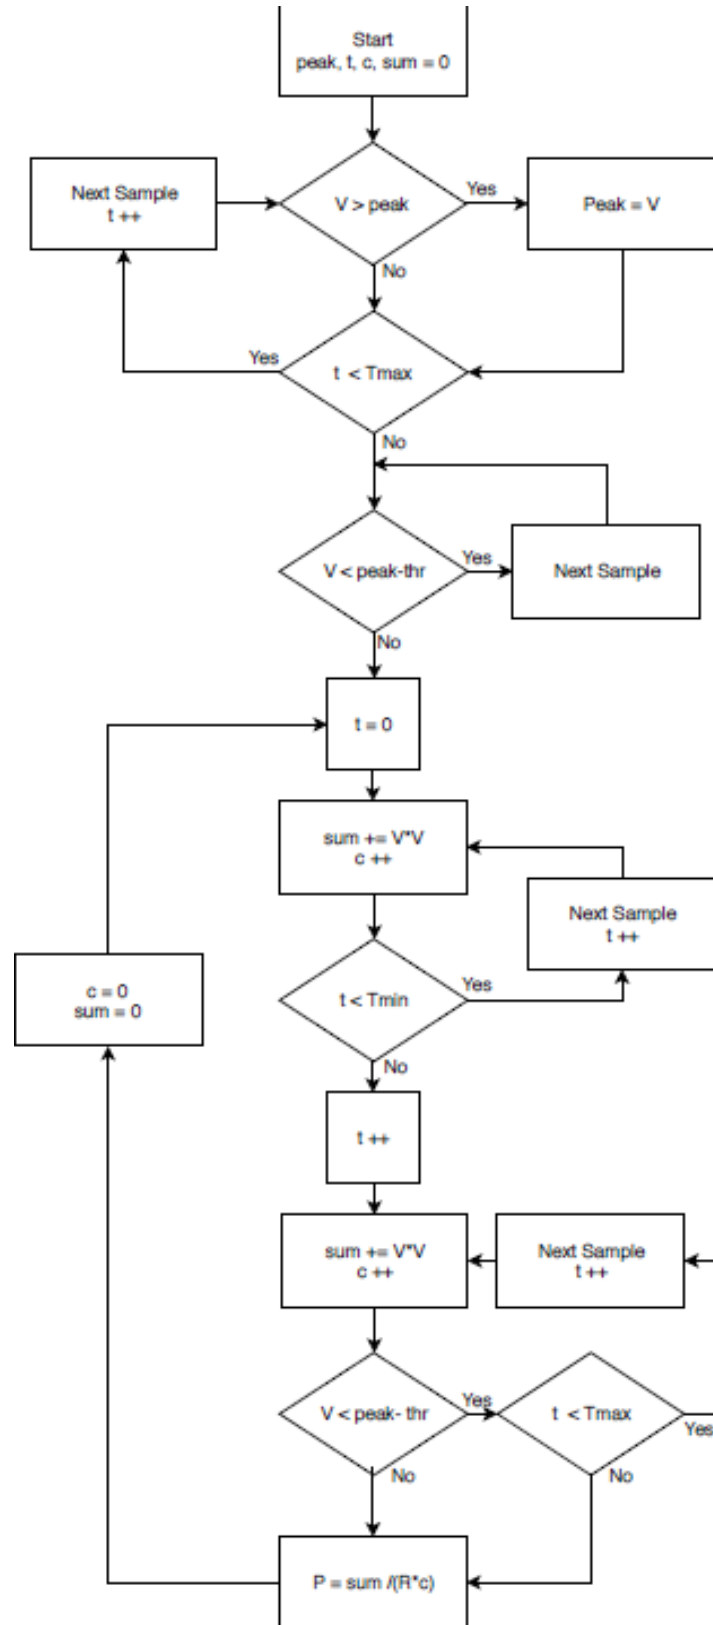 Start
peak, t, c, sum = 0
Next Sample
t ++
V > peak
Yes
Peak = V
No
Yes
t < Tmax
No
V < peak-thr
Yes
Next Sample
No
t = 0
sum += V*V
c ++
Next Sample
t ++
c = 0
sum = 0
t < Tmin
Yes
No
t ++
sum += V*V
c ++
Next Sample
t ++
V < peak- thr
Yes
t < Tmax
Yes
No
No
P = sum /(R*c)